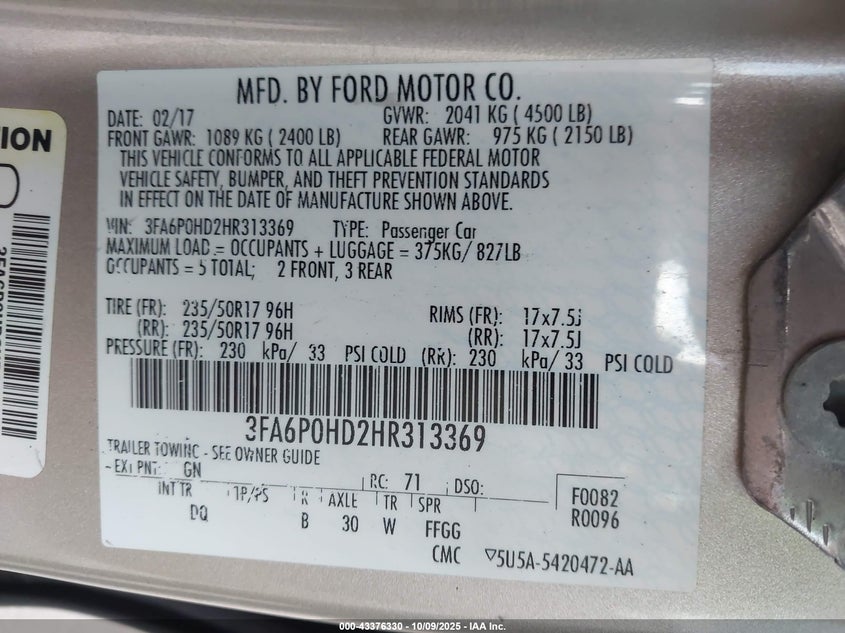 MFD. BY FORD MOTOR CO.
DATE: 02/17 GVWR: 2041 KG ( 4500 LB)
FRONT GAWR: 1089 KG ( 2400 LB) REAR GAWR: 975 KG ( 2150 LB)
THIS VEHICLE CONFORMS TO ALL APPLICABLE FEDERAL MOTOR
VEHICLE SAFETY, BUMPER, AND THEFT PREVENTION STANDARDS
IN EFFECT ON THE DATE OF MANUFACTURE SHOWN ABOVE.
VIN: 3FA6P0HD2HR313369 TYPE: Passenger Car
MAXIMUM LOAD = OCCUPANTS + LUGGAGE = 375KG/ 827LB
OCCUPANTS = 5 TOTAL; 2 FRONT, 3 REAR
TIRE (FR): 235/50R17 96H RIMS (FR): 17x7.5J
(RR): 235/50R17 96H (RR): 17x7.5J
PRESSURE (FR): 230 kPa/ 33 PSI COLD (RR): 230 kPa/ 33 PSI COLD
3FA6P0HD2HR313369
TRAILER TOWING - SEE OWNER GUIDE
EXT PNT: GN RC: 71 DSO:
INT TR TP/PS R AXLE TR SPR F0082
DQ B 30 W FFGG R0096
CMC ▽5U5A-5420472-AA
000-43376330 - 10/09/2025 - IAA Inc.